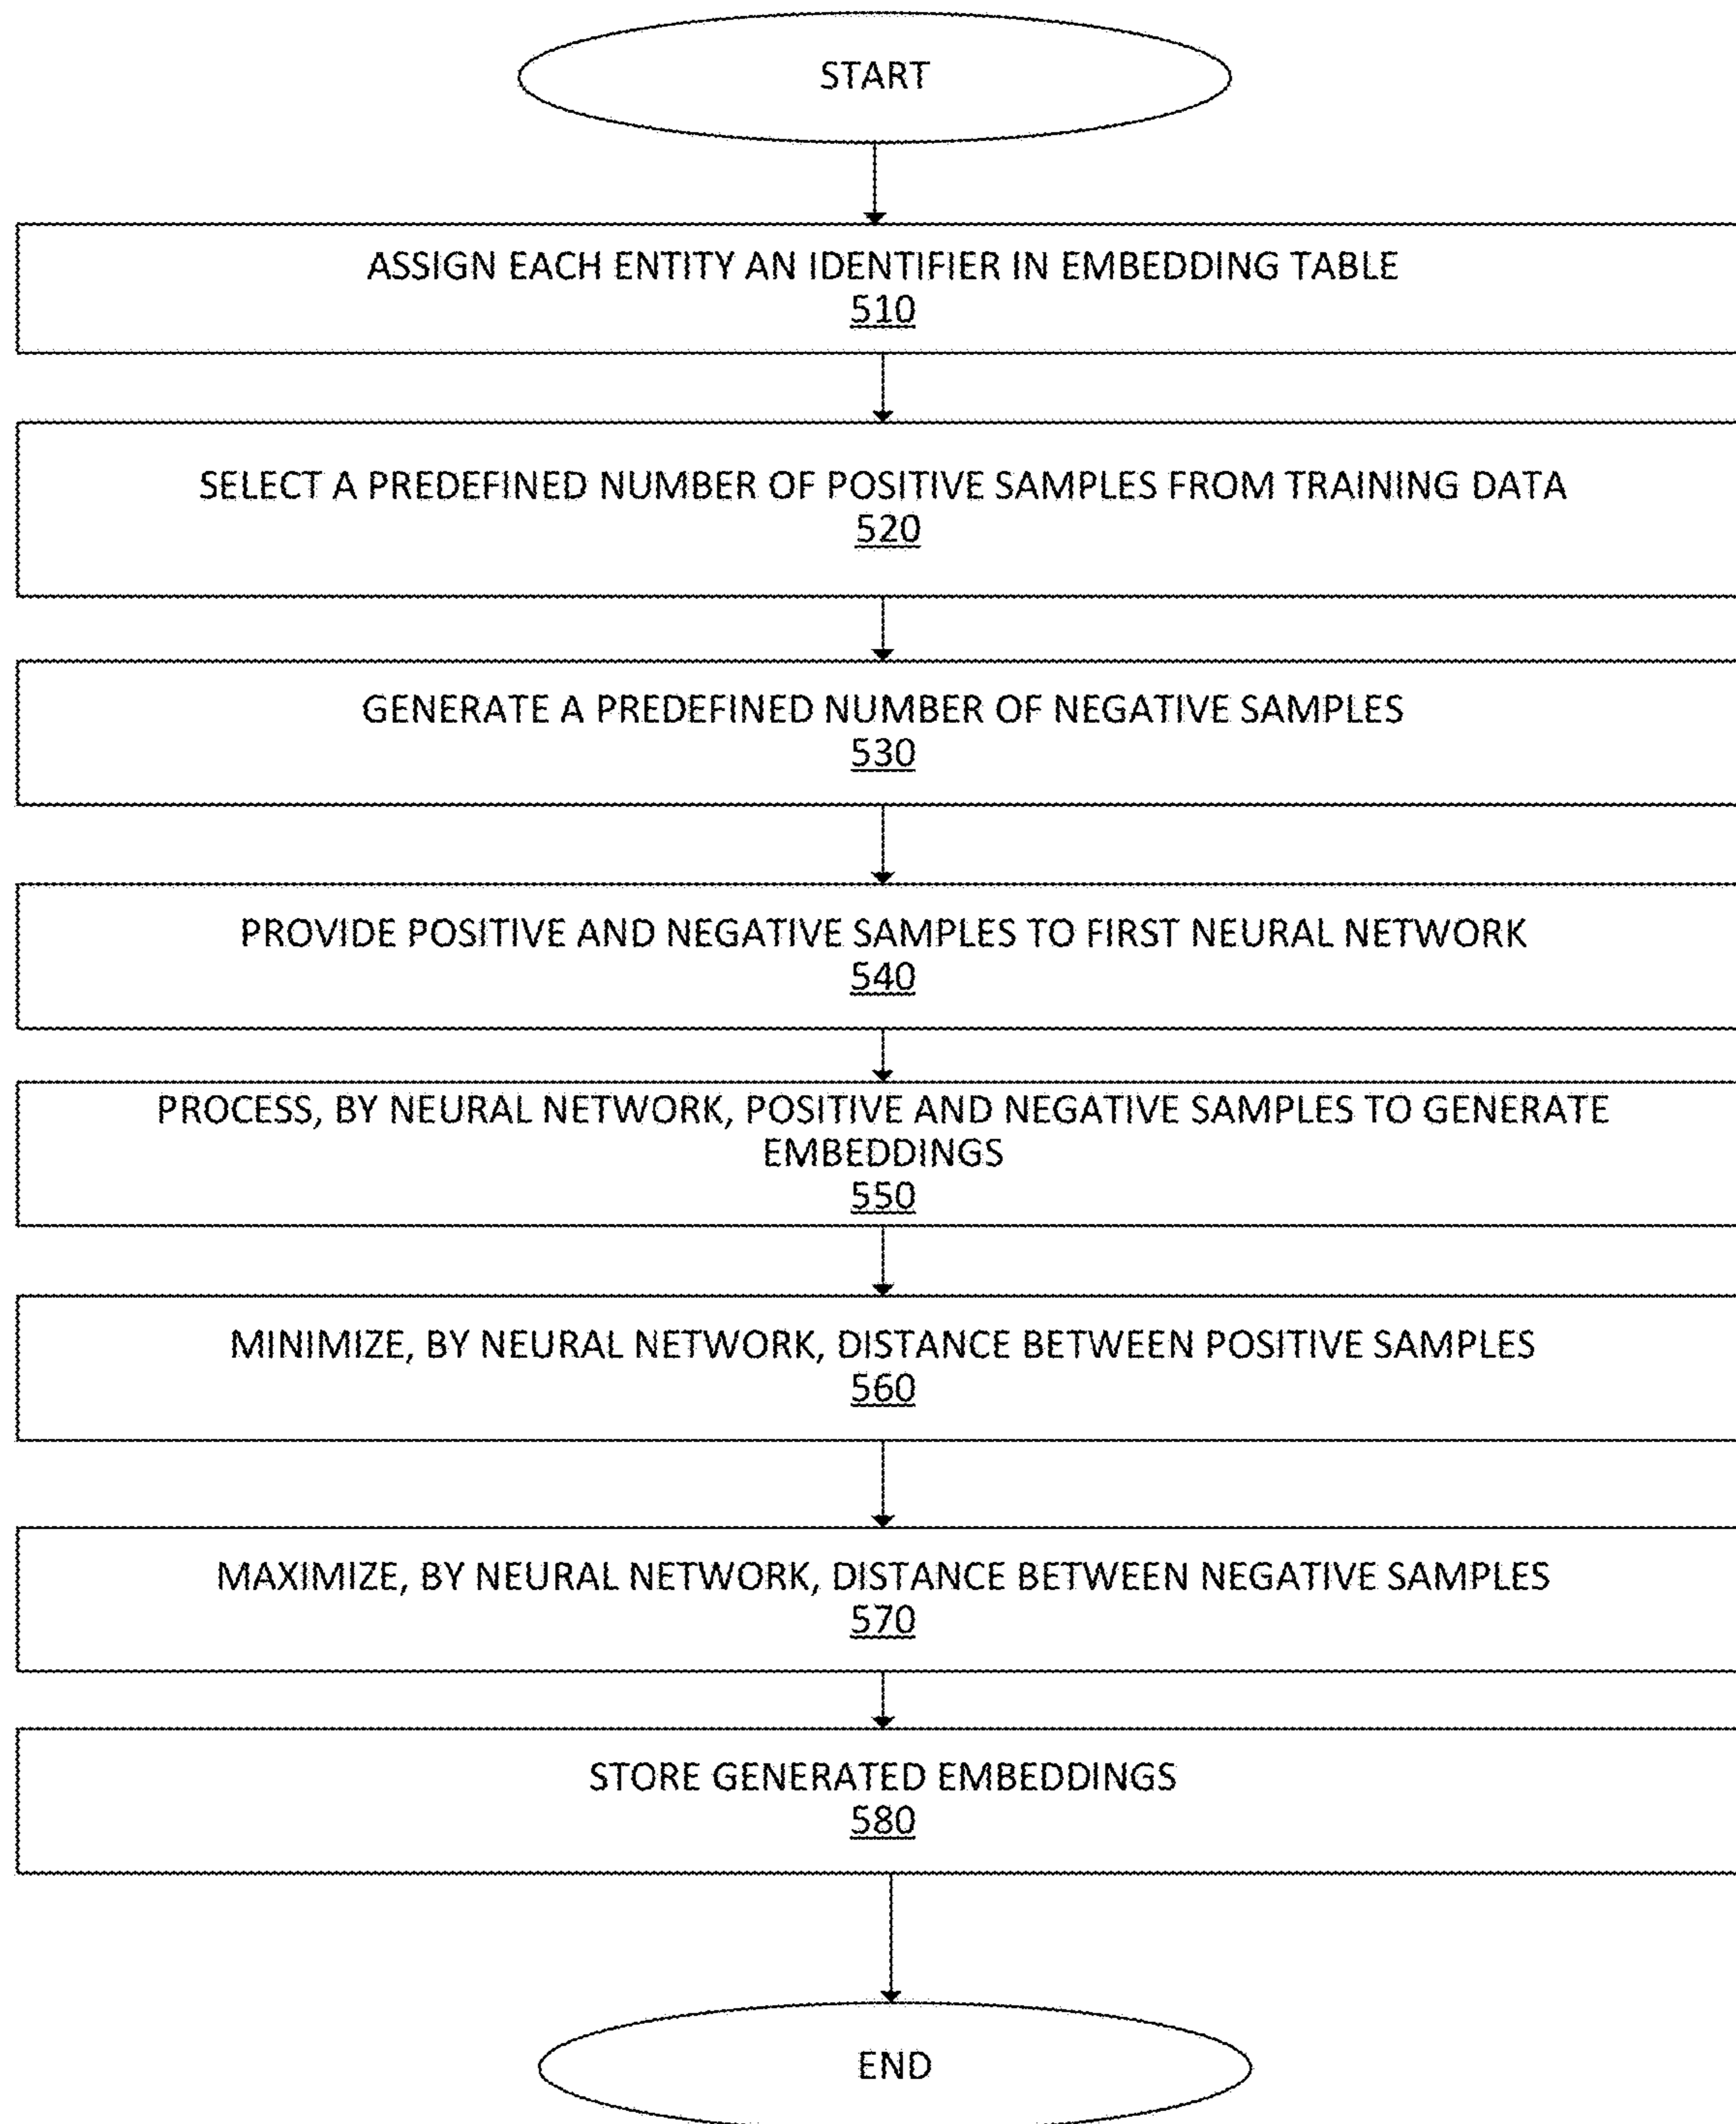 START
ASSIGN EACH ENTITY AN IDENTIFIER IN EMBEDDING TABLE
510
SELECT A PREDEFINED NUMBER OF POSITIVE SAMPLES FROM TRAINING DATA
520
GENERATE A PREDEFINED NUMBER OF NEGATIVE SAMPLES
530
PROVIDE POSITIVE AND NEGATIVE SAMPLES TO FIRST NEURAL NETWORK
540
PROCESS, BY NEURAL NETWORK, POSITIVE AND NEGATIVE SAMPLES TO GENERATE
EMBEDDINGS
550
MINIMIZE, BY NEURAL NETWORK, DISTANCE BETWEEN POSITIVE SAMPLES
560
MAXIMIZE, BY NEURAL NETWORK, DISTANCE BETWEEN NEGATIVE SAMPLES
570
STORE GENERATED EMBEDDINGS
580
END